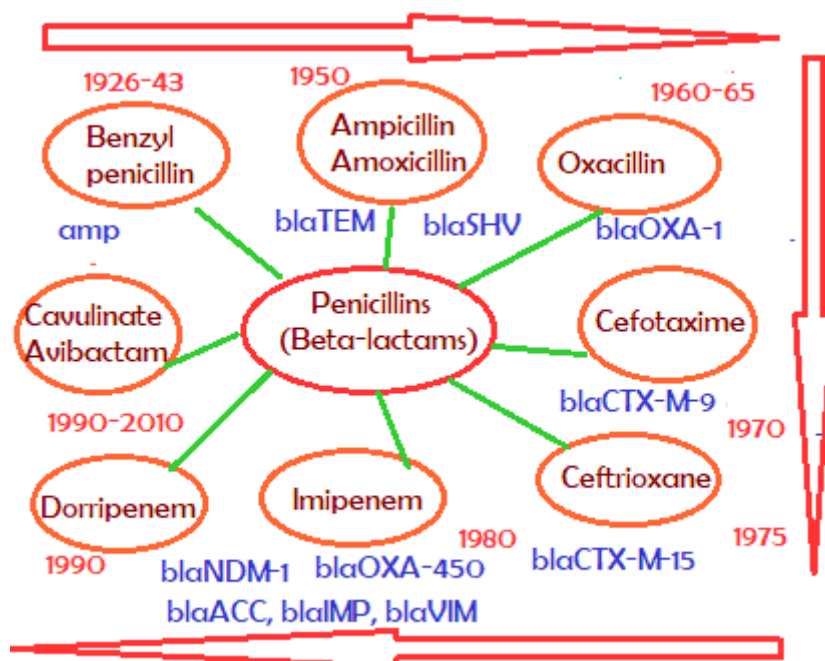 1926-43
1950
1960-65
Benzyl
penicillin
Ampicillin
Amoxicillin
Oxacillin
amp
blaTEM
blaSHV
blaOXA-1
Cavulinate
Avibactam
Penicillins
(Beta-lactams)
Cefotaxime
blaCTX-M-9
1990-2010
1970
Dorripenem
Imipenem
Ceftrioxane
1990
1980
1975
blaNDM-1
blaOXA-450
blaCTX-M-15
blaACC, blaIMP, blaVIM